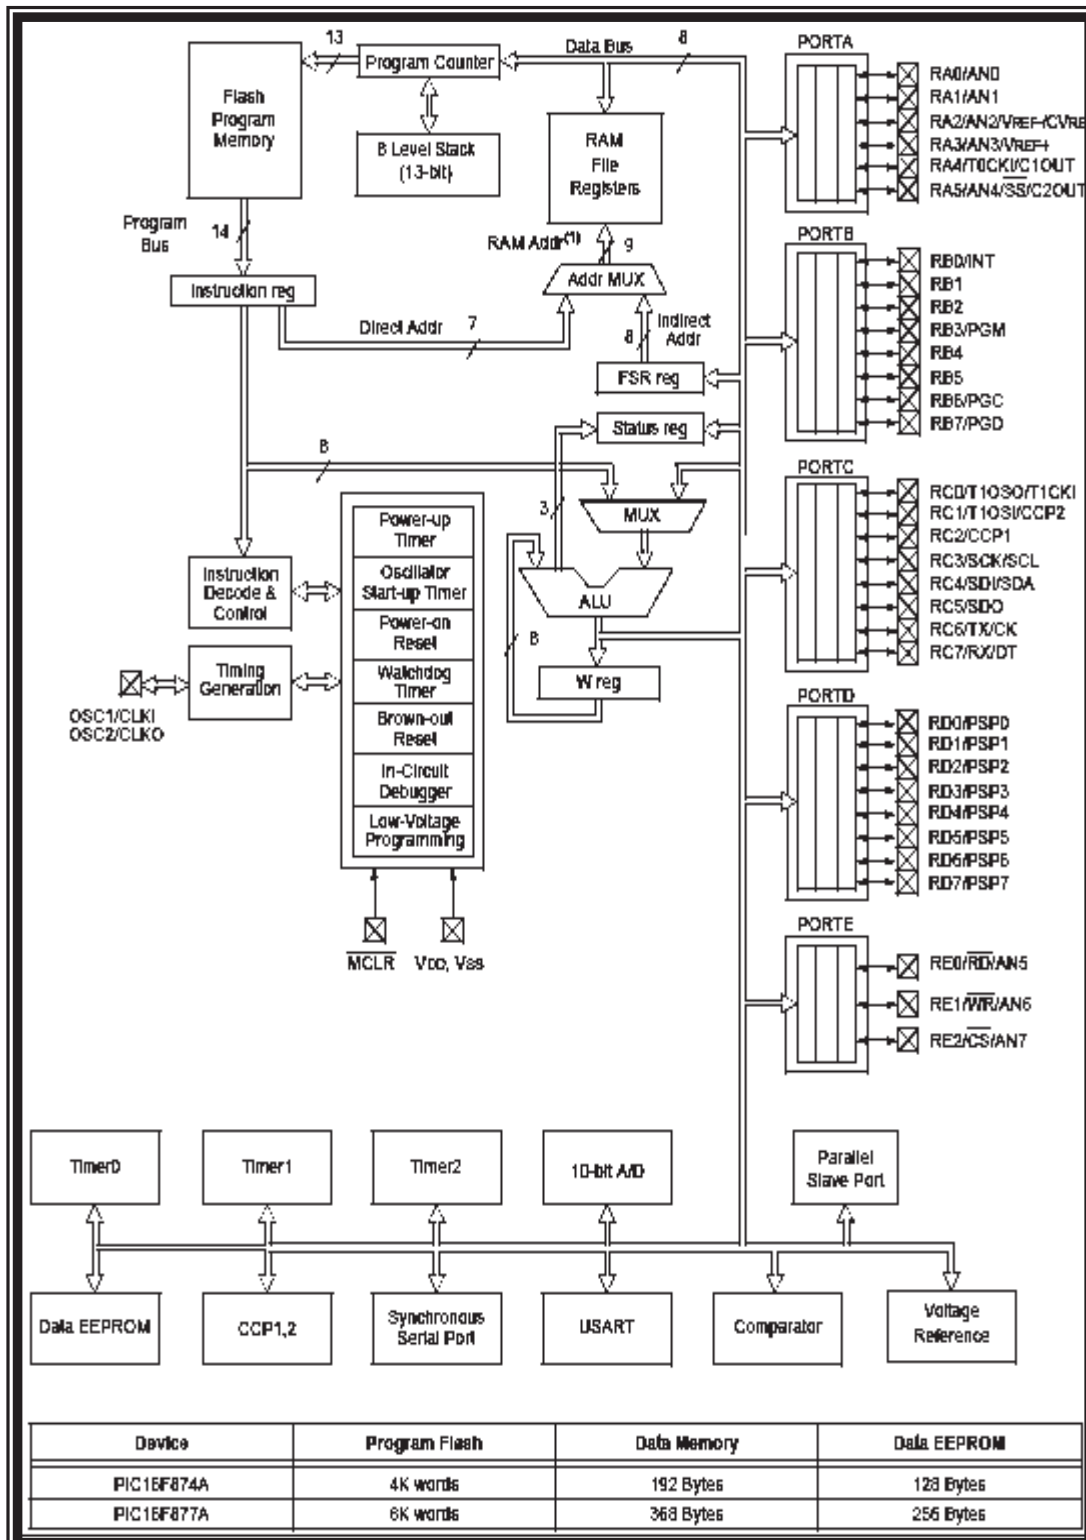 13
Data Bus
8
PORTA
Flash
Program
Memory
Program Counter
8 Level Stack
(13-bit)
RAM
File
Registers
RA0/AN0
RA1/AN1
RA2/AN2/VREF-/CVRE
RA3/AN3/VREF+
RA4/T0CKI/C1OUT
RA5/AN4/SS/C2OUT
Program
Bus
14
RAM Addr(1)
9
PORTB
Instruction reg
Addr MUX
Direct Addr
7
8
Indirect
Addr
FSR reg
Status reg
RB0/INT
RB1
RB2
RB3/PGM
RB4
RB5
RB6/PGC
RB7/PGD
8
3
MUX
PORTC
Power-up
Timer
Oscillator
Start-up Timer
Power-on
Reset
Watchdog
Timer
Brown-out
Reset
In-Circuit
Debugger
Low-Voltage
Programming
Instruction
Decode &
Control
ALU
8
W reg
RC0/T1OSO/T1CKI
RC1/T1OSI/CCP2
RC2/CCP1
RC3/SCK/SCL
RC4/SDI/SDA
RC5/SDO
RC6/TX/CK
RC7/RX/DT
Timing
Generation
OSC1/CLKI
OSC2/CLKO
PORTD
RD0/PSP0
RD1/PSP1
RD2/PSP2
RD3/PSP3
RD4/PSP4
RD5/PSP5
RD6/PSP6
RD7/PSP7
MCLR
VDD, VSS
PORTE
RE0/RD/AN5
RE1/WR/AN6
RE2/CS/AN7
Timer0
Timer1
Timer2
10-bit A/D
Parallel
Slave Port
Data EEPROM
CCP1,2
Synchronous
Serial Port
USART
Comparator
Voltage
Reference
Device Program Flash Data Memory Data EEPROM
PIC16F874A 4K words 192 Bytes 128 Bytes
PIC16F877A 8K words 368 Bytes 256 Bytes